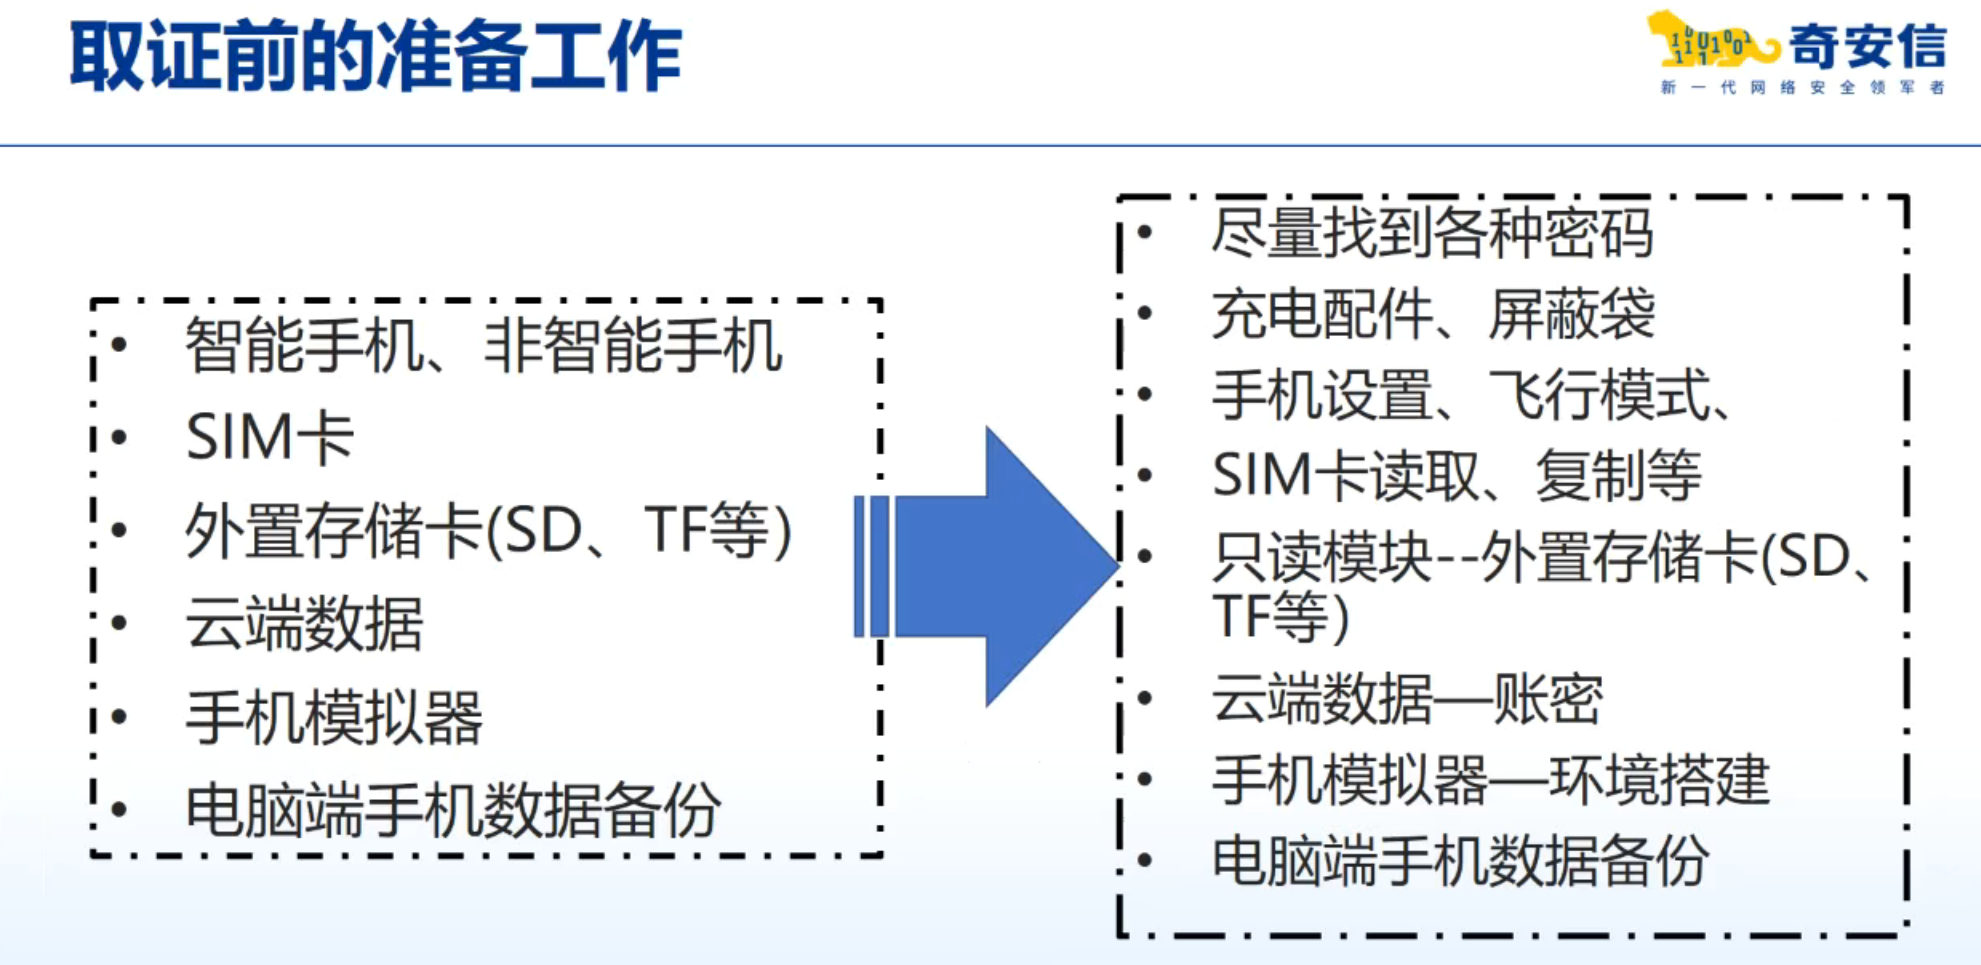 取证前的准备工作
奇安信
新一代网络安全领军者
• 智能手机、非智能手机
• SIM卡
• 外置存储卡(SD、TF等)
• 云端数据
• 手机模拟器
• 电脑端手机数据备份
• 尽量找到各种密码
• 充电配件、屏蔽袋
• 手机设置、飞行模式、
• SIM卡读取、复制等
• 只读模块--外置存储卡(SD、
TF等)
• 云端数据—账密
• 手机模拟器—环境搭建
• 电脑端手机数据备份